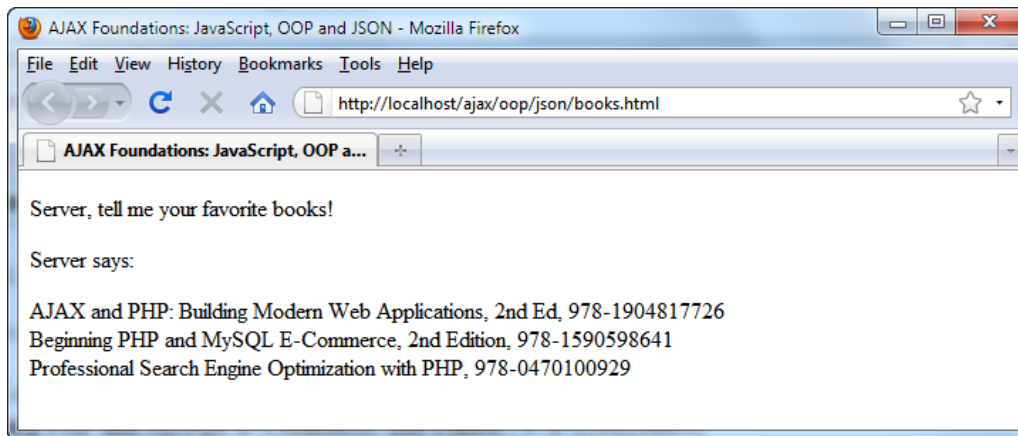 AJAX Foundations: JavaScript, OOP and JSON - Mozilla Firefox
File Edit View History Bookmarks Tools Help
http://localhost/ajax/oop/json/books.html
AJAX Foundations: JavaScript, OOP a...
Server, tell me your favorite books!
Server says:
AJAX and PHP: Building Modern Web Applications, 2nd Ed, 978-1904817726
Beginning PHP and MySQL E-Commerce, 2nd Edition, 978-1590598641
Professional Search Engine Optimization with PHP, 978-0470100929